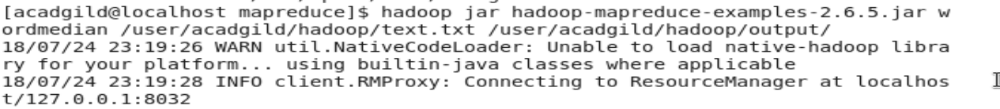 [acadgild@localhost mapreduce]$ hadoop jar hadoop-mapreduce-examples-2.6.5.jar w
ordmedian /user/acadgild/hadoop/text.txt /user/acadgild/hadoop/output/
18/07/24 23:19:26 WARN util.NativeCodeLoader: Unable to load native-hadoop libra
ry for your platform... using builtin-java classes where applicable
18/07/24 23:19:28 INFO client.RMProxy: Connecting to ResourceManager at localhos
t/127.0.0.1:8032